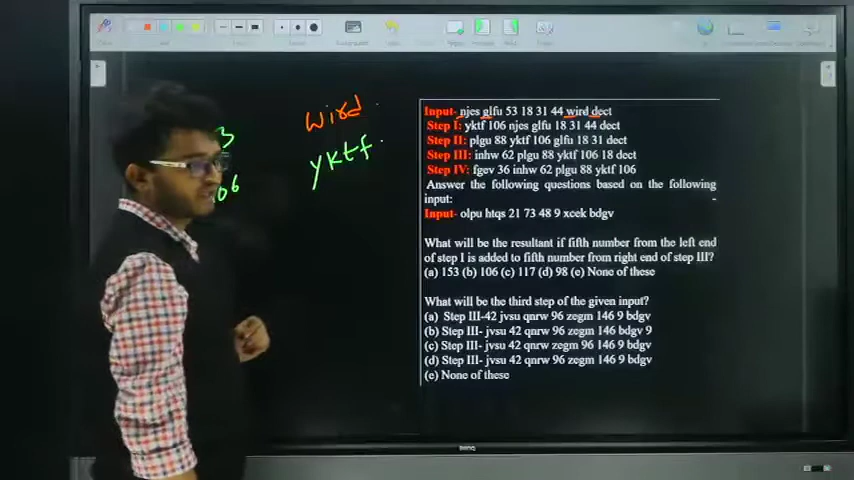 3
106
wird
yktf
Input- njes glfu 53 18 31 44 wird dect
Step I: yktf 106 njes glfu 18 31 44 dect
Step II: plgu 88 yktf 106 glfu 18 31 dect
Step III: inhw 62 plgu 88 yktf 106 18 dect
Step IV: fgev 36 inhw 62 plgu 88 yktf 106
Answer the following questions based on the following
input:
Input- olpu htqs 21 73 48 9 xcek bdgv
What will be the resultant if fifth number from the left end
of step I is added to fifth number from right end of step III?
(a) 153 (b) 106 (c) 117 (d) 98 (e) None of these
What will be the third step of the given input?
(a) Step III-42 jvsu qnrw 96 zegm 146 9 bdgv
(b) Step III- jvsu 42 qnrw 96 zegm 146 bdgv 9
(c) Step III- jvsu 42 qnrw zegm 96 146 9 bdgv
(d) Step III- jvsu 42 qnrw 96 zegm 146 9 bdgv
(e) None of these
BenQ